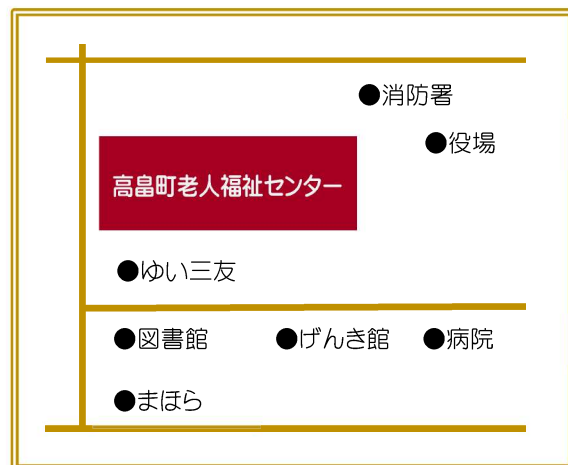 ●消防署
●役場
高畠町老人福祉センター
●ゆい三友
●図書館
●げんき館
●病院
●まほら